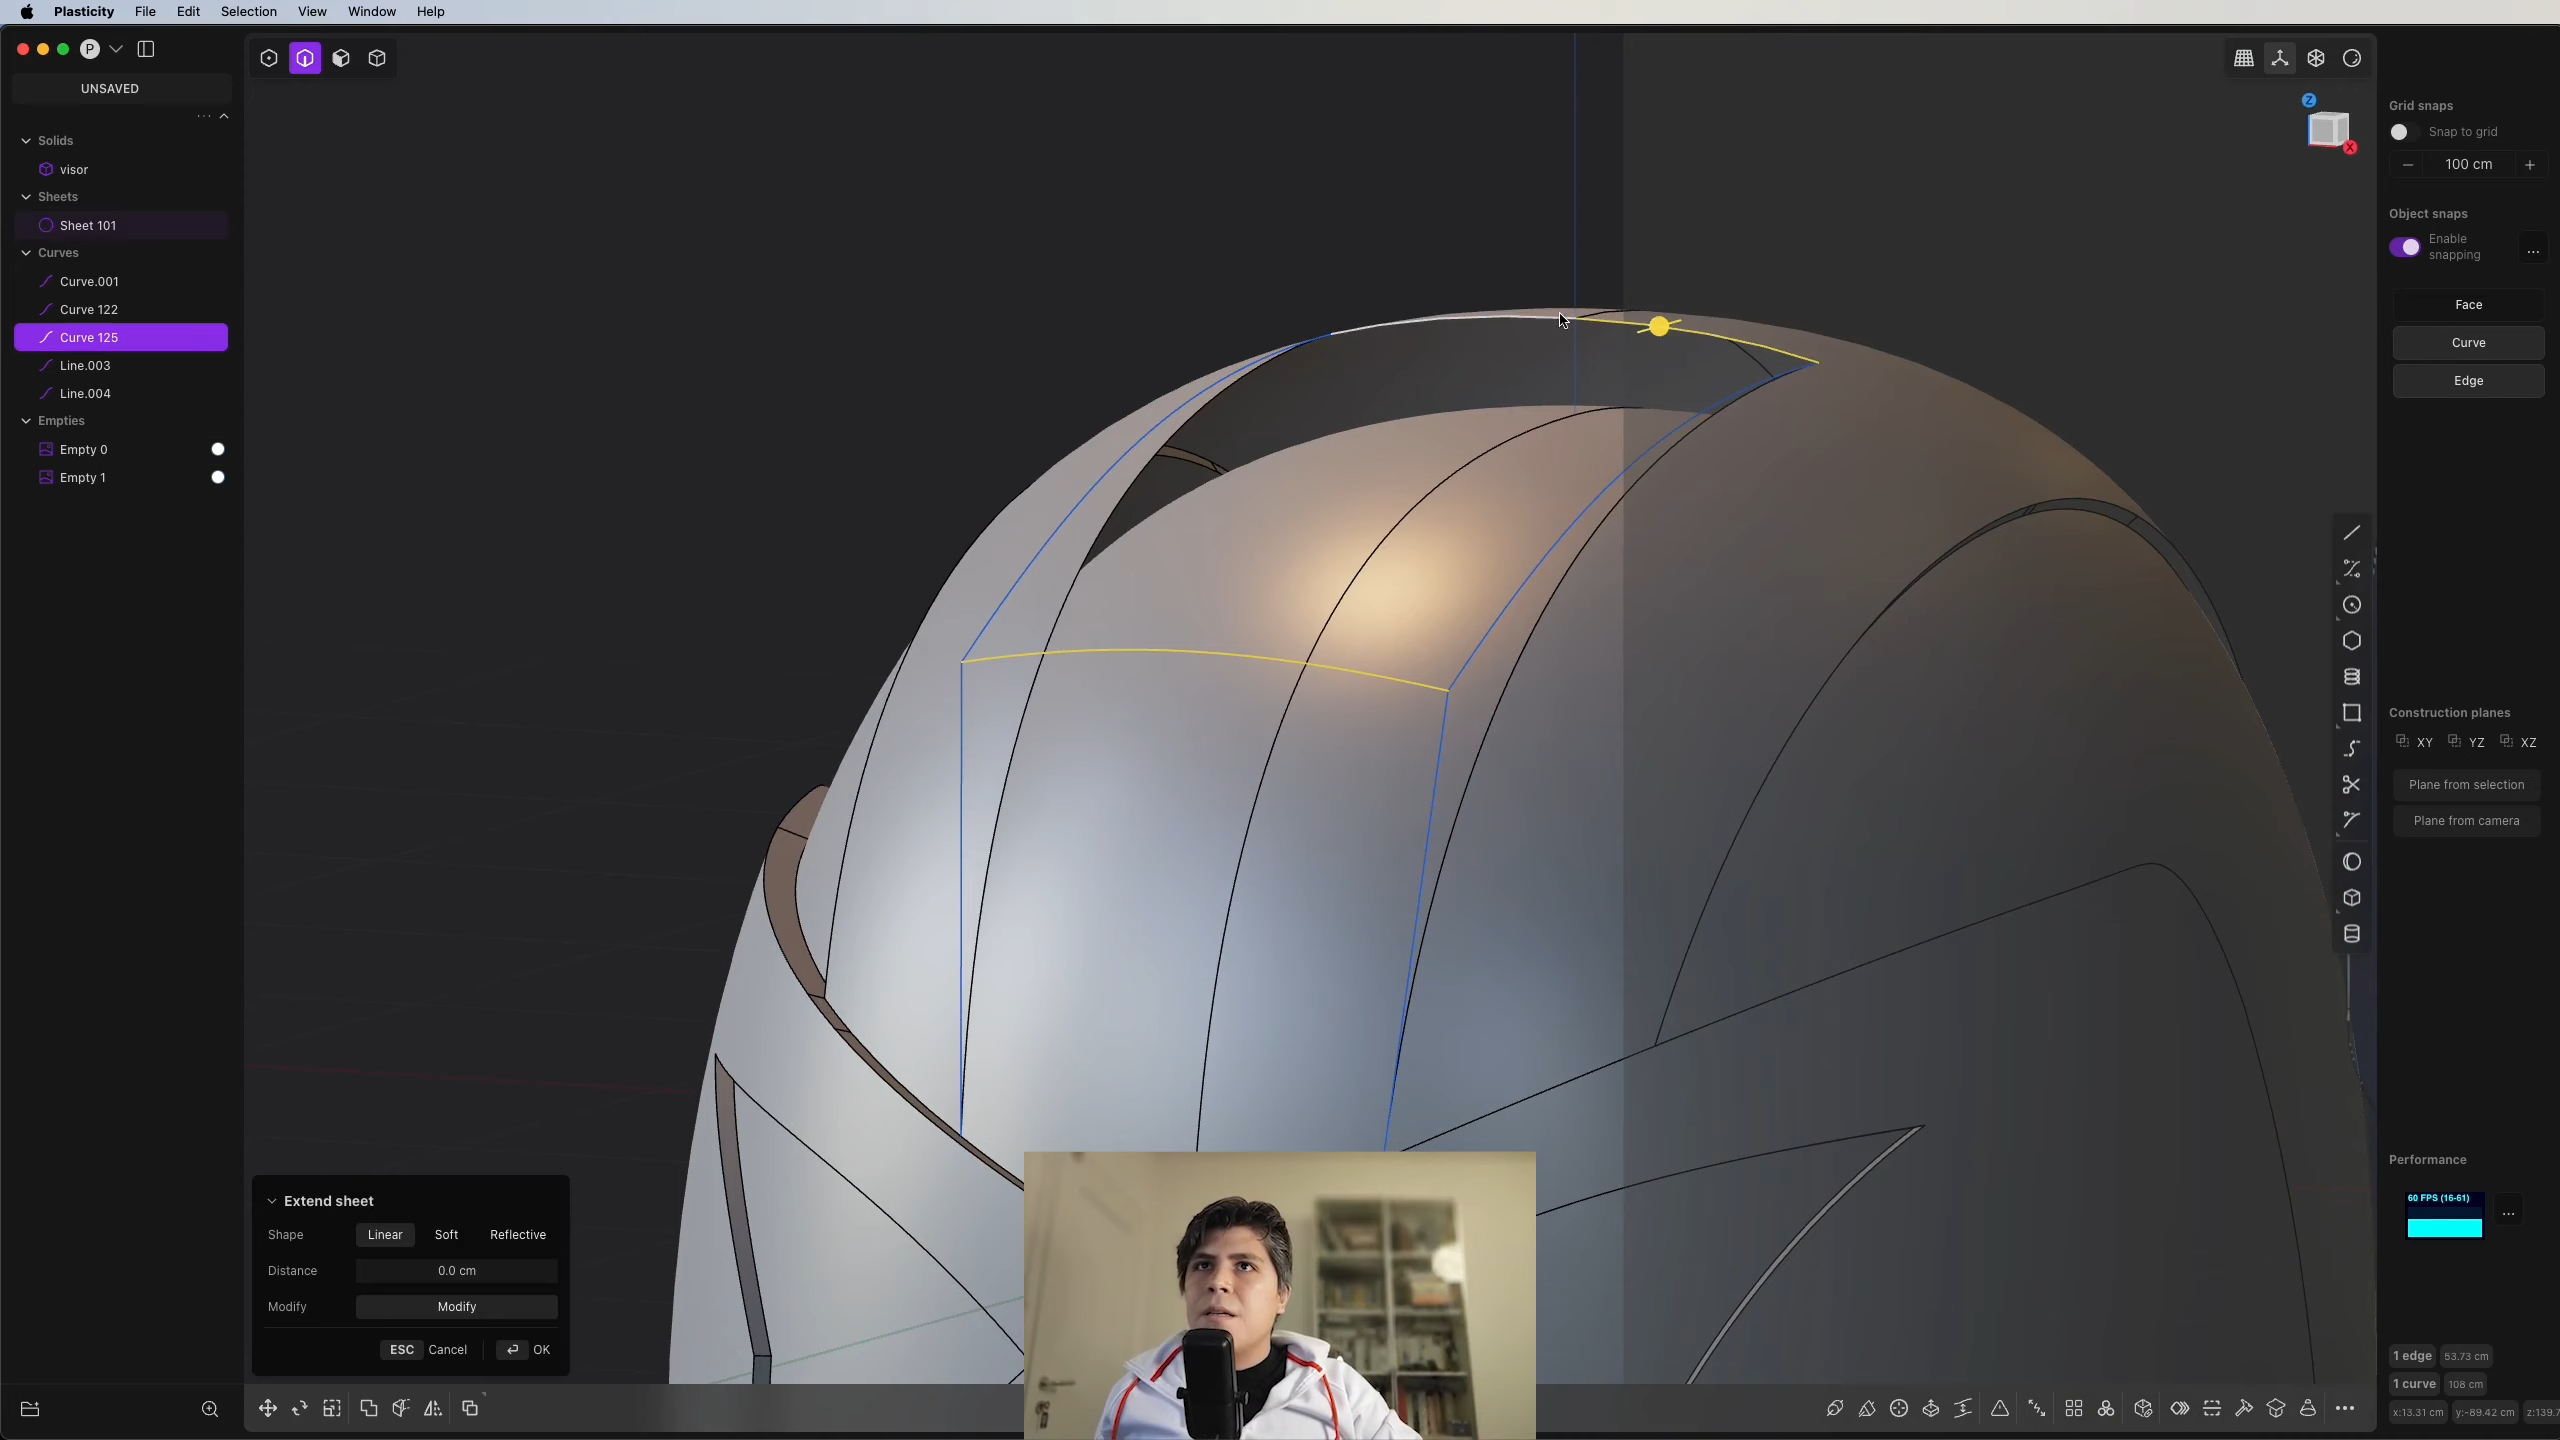 Plasticity File Edit Selection View Window Help
P
UNSAVED
Solids
visor
Sheets
Sheet 101
Curves
Curve.001
Curve 122
Curve 125
Line.003
Line.004
Empties
Empty 0
Empty 1
Z
X
Grid snaps
Snap to grid
100 cm
Object snaps
Enable
snapping
Face
Curve
Edge
Construction planes
XY YZ XZ
Plane from selection
Plane from camera
Performance
60 FPS (16-61)
Extend sheet
Shape Linear Soft Reflective
Distance 0.0 cm
Modify Modify
ESC Cancel OK
1 edge 53.73 cm
1 curve 108 cm
x:13.31 cm y:-89.42 cm z:139.7